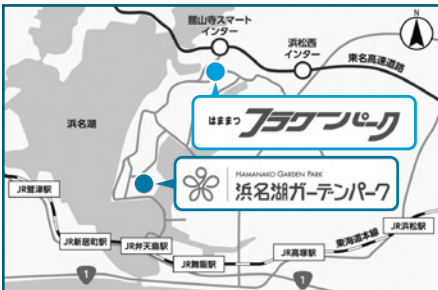 舘山寺スマート
インター
N
浜松西
インター
東名高速道路
はままつ フラワーパーク
浜名湖
HAMANAKO GARDEN PARK
浜名湖ガーデンパーク
JR鷲津駅
JR新居町駅
JR弁天島駅
JR舞阪駅
JR高塚駅
東海道本線
JR浜松駅
1
1